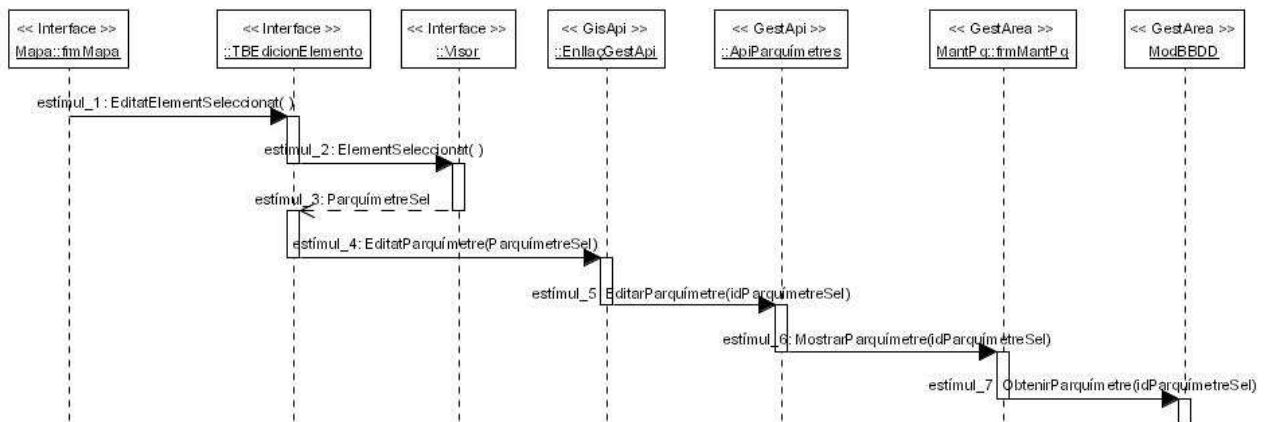 << Interface >>
Mapa::frmMapa
<< Interface >>
::TBEdicionElemento
<< Interface >>
::Visor
<< GisApi >>
::EnllaçGestApi
<< GestApi >>
::ApiParquímetres
<< GestArea >>
MantPq::frmMantPq
<< GestArea >>
ModBBDD
estímul_1: EditatElementSeleccionat( )
estímul_2: ElementSeleccionat( )
estímul_3: ParquímetreSel
estímul_4: EditatParquímetre(ParquímetreSel)
estímul_5: EditarParquímetre(idParquímetreSel)
estímul_6: MostrarParquímetre(idParquímetreSel)
estímul_7: ObtenirParquímetre(idParquímetreSel)